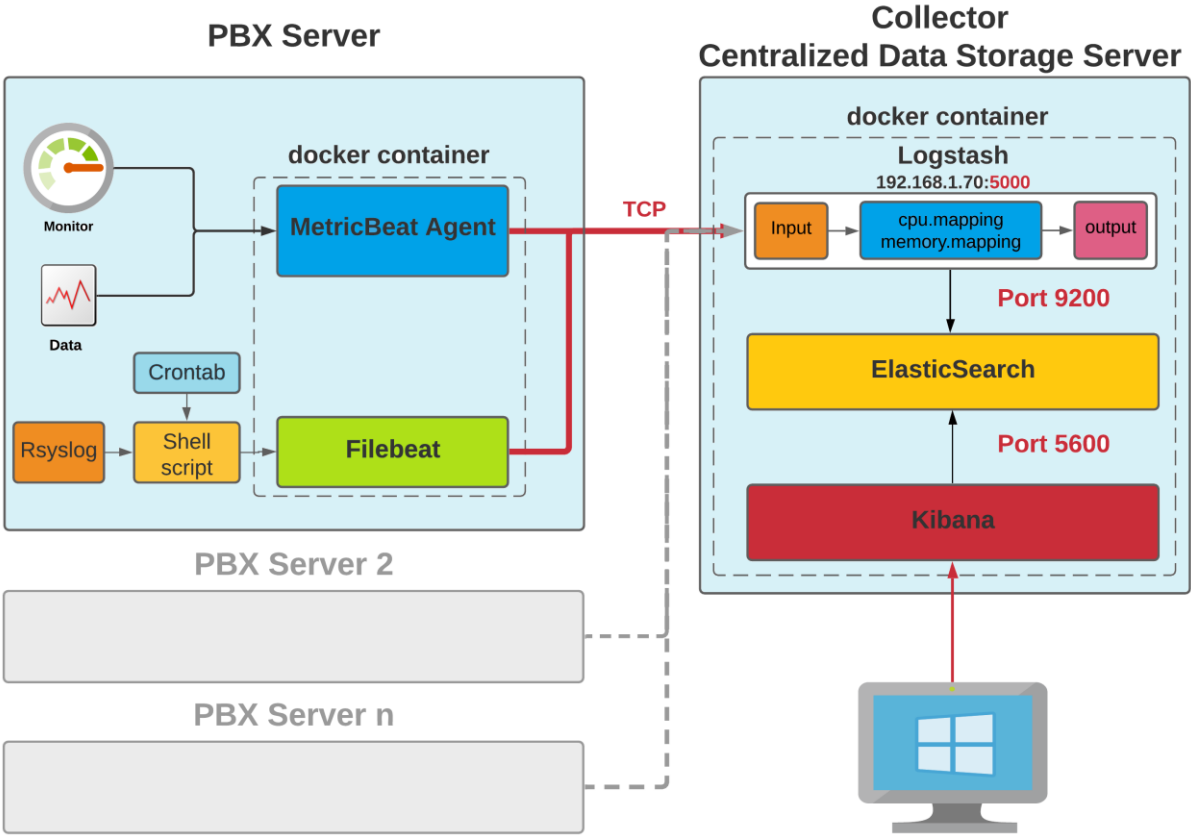 PBX Server
Monitor
Data
docker container
MetricBeat Agent
Crontab
Rsyslog
Shell
script
Filebeat
TCP
PBX Server 2
PBX Server n
Collector
Centralized Data Storage Server
docker container
Logstash
192.168.1.70:5000
Input
cpu.mapping
memory.mapping
output
Port 9200
ElasticSearch
Port 5600
Kibana